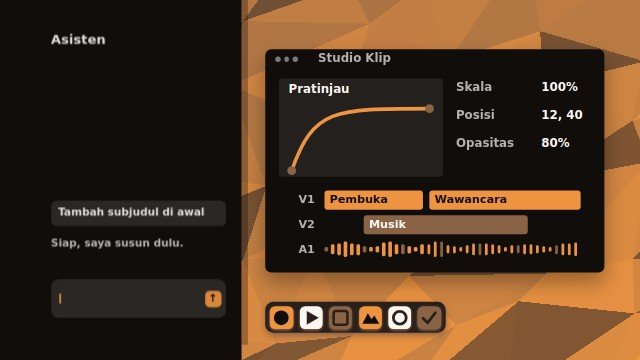 Asisten
Tambah subjudul di awal
Siap, saya susun dulu.
Studio Klip
Pratinjau
Skala 100%
Posisi 12, 40
Opasitas 80%
V1 Pembuka Wawancara
V2 Musik
A1